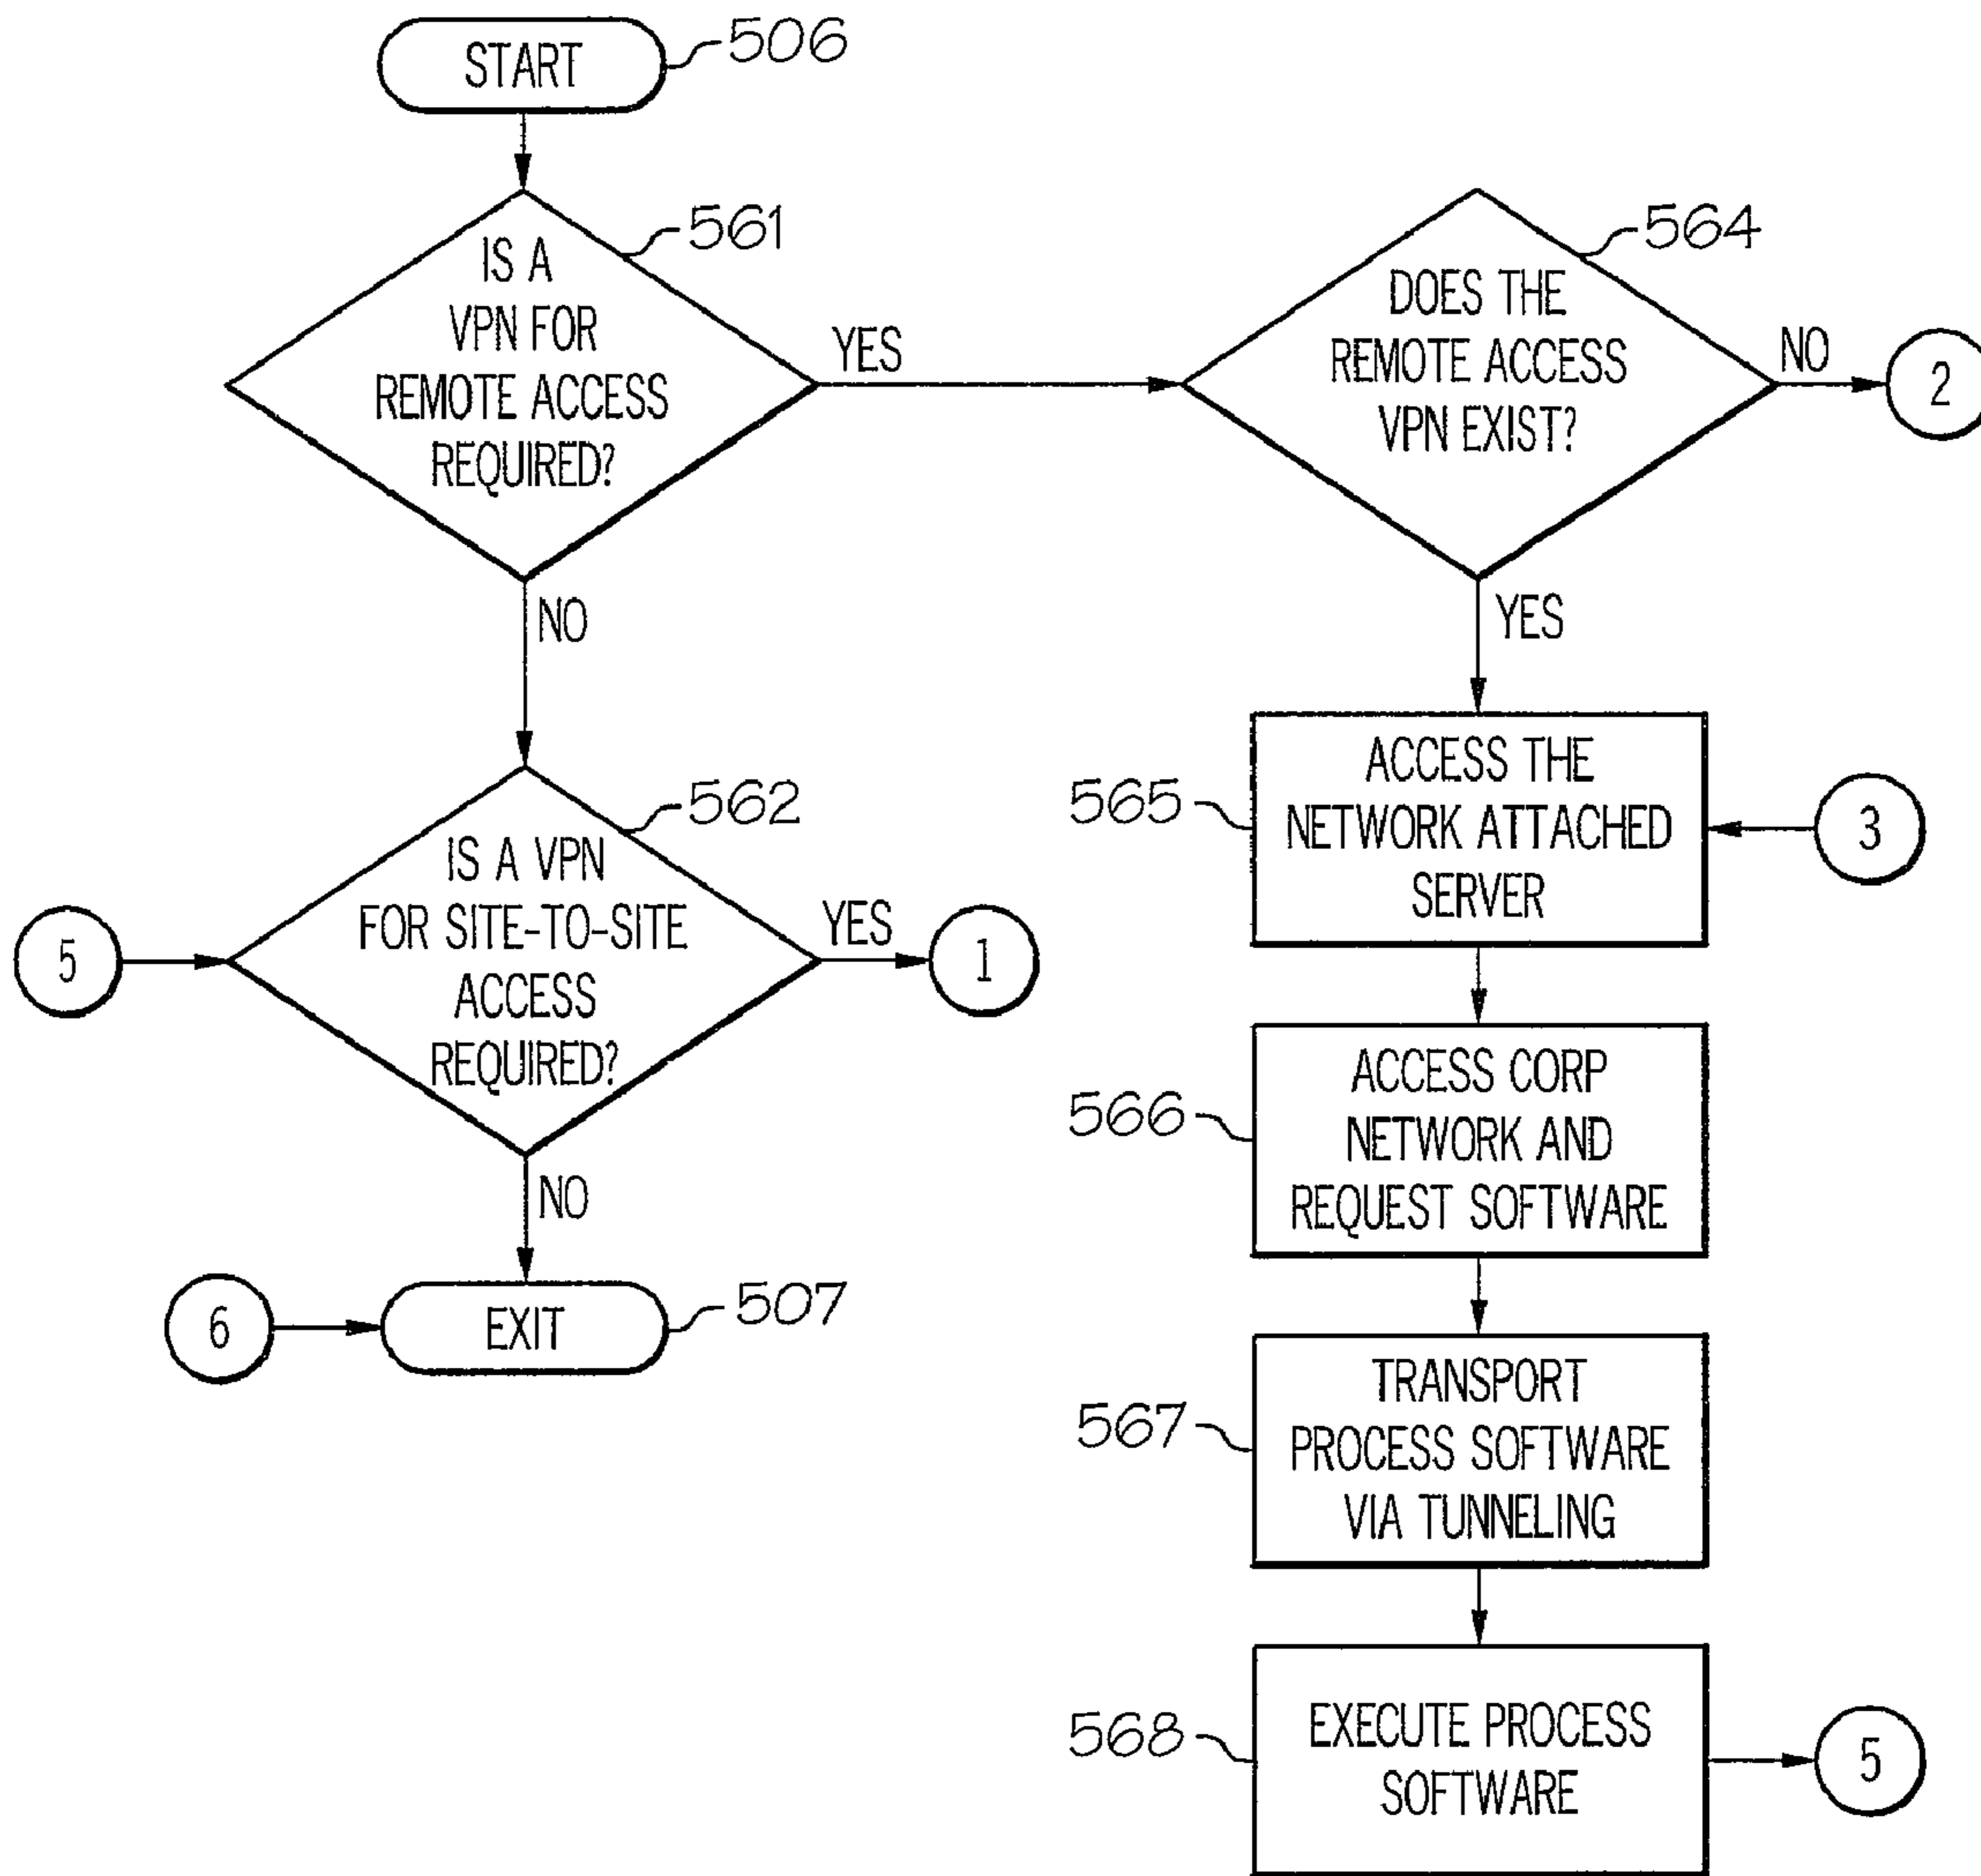 START
506
IS A
VPN FOR
REMOTE ACCESS
REQUIRED?
561
YES
NO
DOES THE
REMOTE ACCESS
VPN EXIST?
564
NO
2
YES
IS A VPN
FOR SITE-TO-SITE
ACCESS
REQUIRED?
562
5
YES
1
NO
6
EXIT
507
ACCESS THE
NETWORK ATTACHED
SERVER
565
3
ACCESS CORP
NETWORK AND
REQUEST SOFTWARE
566
TRANSPORT
PROCESS SOFTWARE
VIA TUNNELING
567
EXECUTE PROCESS
SOFTWARE
568
5